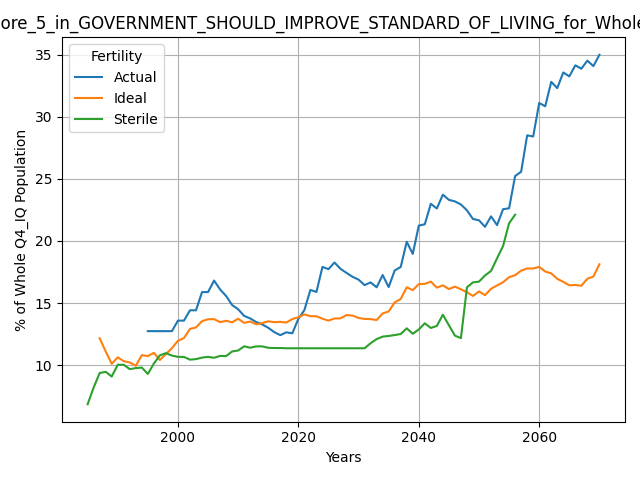 ore_5_in_GOVERNMENT_SHOULD_IMPROVE_STANDARD_OF_LIVING_for_Whole
Fertility
Actual
Ideal
Sterile
% of Whole Q4_IQ Population
35
30
25
20
15
10
2000 2020 2040 2060
Years